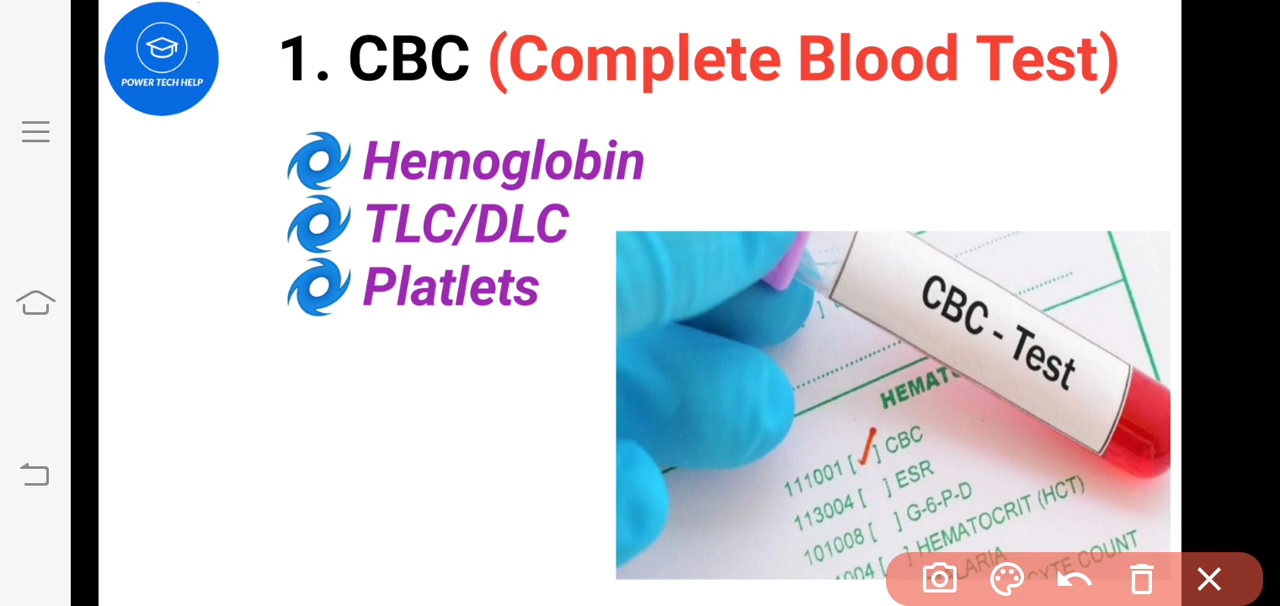 POWER TECH HELP
1. CBC (Complete Blood Test)
Hemoglobin
TLC/DLC
Platlets
CBC - Test
111001 [ ] CBC
113004 [ ] ESR
101008 [ ] G-6-P-D
[ ] HEMATOCRIT (HCT)
COUNT